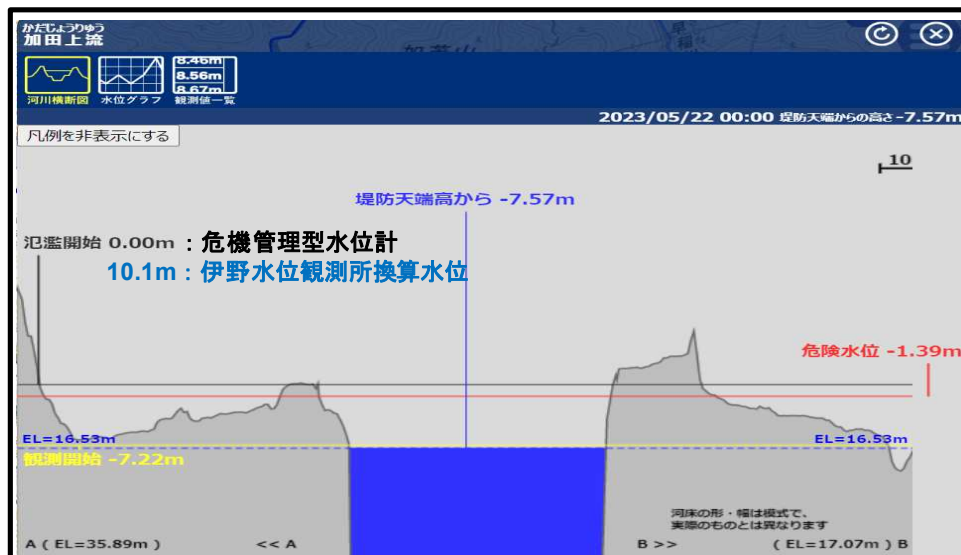 かだじょうりゅう
加田上流
8.46m
8.56m
8.67m
河川横断図 水位グラフ 観測値一覧
2023/05/22 00:00 堤防天端からの高さ-7.57m
凡例を非表示にする
10
堤防天端高から -7.57m
氾濫開始 0.00m：危機管理型水位計
10.1m：伊野水位観測所換算水位
危険水位 -1.39m
EL=16.53m
EL=16.53m
観測開始 -7.22m
河床の形・幅は模式で、
実際のものとは異なります
A ( EL=35.89m ) << A B >> ( EL=17.07m ) B